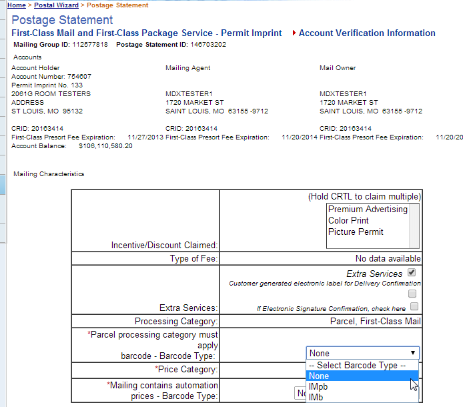 Home > Postal Wizard > Postage Statement
Postage Statement
First-Class Mail and First-Class Package Service - Permit Imprint Account Verification Information
Mailing Group ID: 112577818 Postage Statement ID: 146703202
Accounts
Account Holder Mailing Agent Mail Owner
Account Number: 754607
Permit Imprint No. 133
2081G ROOM TESTERS MDXTESTER1 MDXTESTER1
ADDRESS 1720 MARKET ST 1720 MARKET ST
ST LOUIS, MO 95132 SAINT LOUIS, MO 63155-9712 SAINT LOUIS, MO 63155-9712
CRID: 20163414 CRID: 20163414 CRID: 20163414
First-Class Presort Fee Expiration: 11/27/2013 First-Class Presort Fee Expiration: 11/20/2014 First-Class Presort Fee Expiration: 11/20/20
Account Balance: $106,110,580.20
Mailing Characteristics
(Hold CRTL to claim multiple)
Premium Advertising
Color Print
Picture Permit
Incentive/Discount Claimed:
Type of Fee: No data available
Extra Services
Customer generated electronic label for Delivery Confimation
Extra Services: If Electronic Signature Confimation, check here
Processing Category: Parcel, First-Class Mail
*Parcel processing category must
apply
barcode - Barcode Type: None
-- Select Barcode Type --
*Price Category: None
*Mailing contains automation IMpb
prices - Barcode Type: IMb